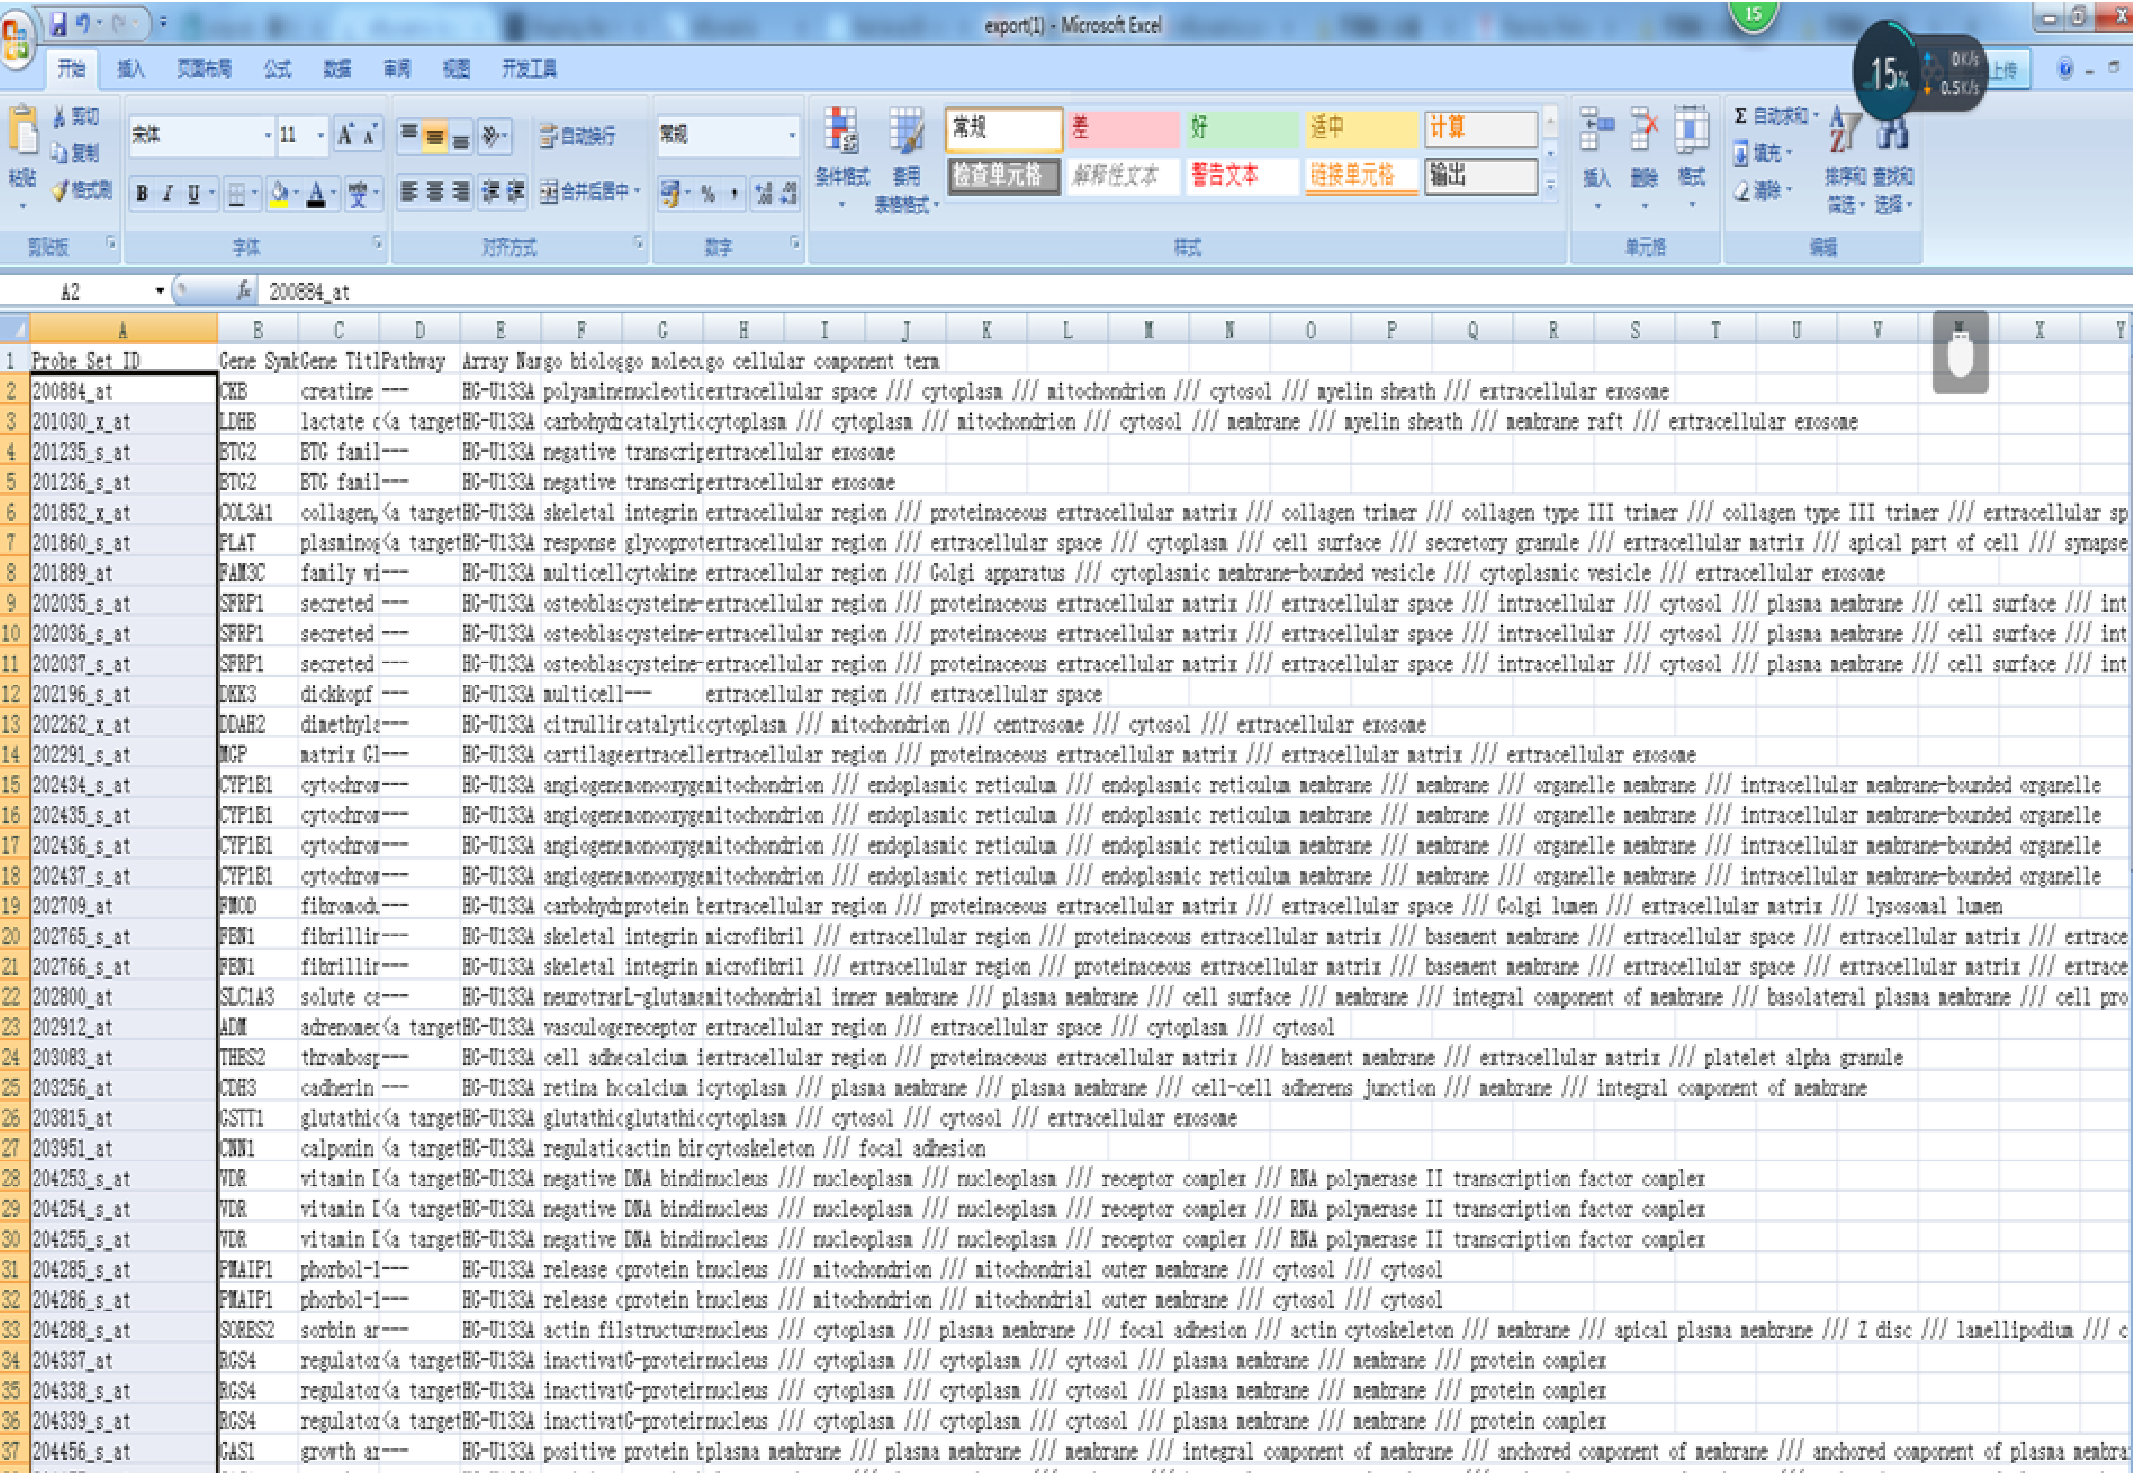 export(1) - Microsoft Excel
15
开始 插入 页面布局 公式 数据 审阅 视图 开发工具
15% 0K/s 0.5K/s 上传
粘贴 剪切 复制 格式刷
宋体 11 A A 自动换行 常规
B I U A 合并后居中 %
条件格式 套用表格格式
常规 差 好 适中 计算
检查单元格 解释性文本 警告文本 链接单元格 输出
插入 删除 格式
Σ 自动求和 填充 清除 排序和筛选 查找和选择
剪贴板 字体 对齐方式 数字 样式 单元格 编辑
A2 fx 200884_at
A B C D E F G H I J K L M N O P Q R S T U V W X Y
1 Probe Set ID Gene Symb Gene Titl Pathway Array Nam go biolog go molecu go cellular component term
2 200884_at CKB creatine --- HG-U133A polyamine nucleotic extracellular space /// cytoplasm /// mitochondrion /// cytosol /// myelin sheath /// extracellular exosome
3 201030_x_at LDHB lactate d <a target HG-U133A carbohydr catalytic cytoplasm /// cytoplasm /// mitochondrion /// cytosol /// membrane /// myelin sheath /// membrane raft /// extracellular exosome
4 201235_s_at BTG2 BTG famil --- HG-U133A negative transcrip extracellular exosome
5 201236_s_at BTG2 BTG famil --- HG-U133A negative transcrip extracellular exosome
6 201852_x_at COL3A1 collagen, <a target HG-U133A skeletal integrin extracellular region /// proteinaceous extracellular matrix /// collagen trimer /// collagen type III trimer /// collagen type III trimer /// extracellular sp
7 201860_s_at PLAT plasminog <a target HG-U133A response glycoprot extracellular region /// extracellular space /// cytoplasm /// cell surface /// secretory granule /// extracellular matrix /// apical part of cell /// synapse
8 201889_at FAM3C family wi --- HG-U133A multicell cytokine extracellular region /// Golgi apparatus /// cytoplasmic membrane-bounded vesicle /// cytoplasmic vesicle /// extracellular exosome
9 202035_s_at SFRP1 secreted --- HG-U133A osteoblas cysteine- extracellular region /// proteinaceous extracellular matrix /// extracellular space /// intracellular /// cytosol /// plasma membrane /// cell surface /// int
10 202036_s_at SFRP1 secreted --- HG-U133A osteoblas cysteine- extracellular region /// proteinaceous extracellular matrix /// extracellular space /// intracellular /// cytosol /// plasma membrane /// cell surface /// int
11 202037_s_at SFRP1 secreted --- HG-U133A osteoblas cysteine- extracellular region /// proteinaceous extracellular matrix /// extracellular space /// intracellular /// cytosol /// plasma membrane /// cell surface /// int
12 202196_s_at DKK3 dickkopf --- HG-U133A multicell --- extracellular region /// extracellular space
13 202262_x_at DDAH2 dimethyla --- HG-U133A citrullin catalytic cytoplasm /// mitochondrion /// centrosome /// cytosol /// extracellular exosome
14 202291_s_at MGP matrix Gl --- HG-U133A cartilage extracell extracellular region /// proteinaceous extracellular matrix /// extracellular matrix /// extracellular exosome
15 202434_s_at CYP1B1 cytochrom --- HG-U133A angiogene monooxyge mitochondrion /// endoplasmic reticulum /// endoplasmic reticulum membrane /// membrane /// organelle membrane /// intracellular membrane-bounded organelle
16 202435_s_at CYP1B1 cytochrom --- HG-U133A angiogene monooxyge mitochondrion /// endoplasmic reticulum /// endoplasmic reticulum membrane /// membrane /// organelle membrane /// intracellular membrane-bounded organelle
17 202436_s_at CYP1B1 cytochrom --- HG-U133A angiogene monooxyge mitochondrion /// endoplasmic reticulum /// endoplasmic reticulum membrane /// membrane /// organelle membrane /// intracellular membrane-bounded organelle
18 202437_s_at CYP1B1 cytochrom --- HG-U133A angiogene monooxyge mitochondrion /// endoplasmic reticulum /// endoplasmic reticulum membrane /// membrane /// organelle membrane /// intracellular membrane-bounded organelle
19 202709_at FMOD fibromodu --- HG-U133A carbohydr protein b extracellular region /// proteinaceous extracellular matrix /// extracellular space /// Golgi lumen /// extracellular matrix /// lysosomal lumen
20 202765_s_at FBN1 fibrillin --- HG-U133A skeletal integrin microfibril /// extracellular region /// proteinaceous extracellular matrix /// basement membrane /// extracellular space /// extracellular matrix /// extrace
21 202766_s_at FBN1 fibrillin --- HG-U133A skeletal integrin microfibril /// extracellular region /// proteinaceous extracellular matrix /// basement membrane /// extracellular space /// extracellular matrix /// extrace
22 202800_at SLC1A3 solute ca --- HG-U133A neurotran L-glutama mitochondrial inner membrane /// plasma membrane /// cell surface /// membrane /// integral component of membrane /// basolateral plasma membrane /// cell pro
23 202912_at ADM adrenomed <a target HG-U133A vasculoge receptor extracellular region /// extracellular space /// cytoplasm /// cytosol
24 203083_at THBS2 thrombosp --- HG-U133A cell adhe calcium i extracellular region /// proteinaceous extracellular matrix /// basement membrane /// extracellular matrix /// platelet alpha granule
25 203256_at CDH3 cadherin --- HG-U133A retina ho calcium i cytoplasm /// plasma membrane /// plasma membrane /// cell-cell adherens junction /// membrane /// integral component of membrane
26 203815_at GSTT1 glutathio <a target HG-U133A glutathio glutathio cytoplasm /// cytosol /// cytosol /// extracellular exosome
27 203951_at CNN1 calponin <a target HG-U133A regulatio actin bin cytoskeleton /// focal adhesion
28 204253_s_at VDR vitamin D <a target HG-U133A negative DNA bindi nucleus /// nucleoplasm /// nucleoplasm /// receptor complex /// RNA polymerase II transcription factor complex
29 204254_s_at VDR vitamin D <a target HG-U133A negative DNA bindi nucleus /// nucleoplasm /// nucleoplasm /// receptor complex /// RNA polymerase II transcription factor complex
30 204255_s_at VDR vitamin D <a target HG-U133A negative DNA bindi nucleus /// nucleoplasm /// nucleoplasm /// receptor complex /// RNA polymerase II transcription factor complex
31 204285_s_at PMAIP1 phorbol-1 --- HG-U133A release o protein b nucleus /// mitochondrion /// mitochondrial outer membrane /// cytosol /// cytosol
32 204286_s_at PMAIP1 phorbol-1 --- HG-U133A release o protein b nucleus /// mitochondrion /// mitochondrial outer membrane /// cytosol /// cytosol
33 204288_s_at SORBS2 sorbin an --- HG-U133A actin fil structura nucleus /// cytoplasm /// plasma membrane /// focal adhesion /// actin cytoskeleton /// membrane /// apical plasma membrane /// Z disc /// lamellipodium /// c
34 204337_at RGS4 regulator <a target HG-U133A inactivat G-protein nucleus /// cytoplasm /// cytoplasm /// cytosol /// plasma membrane /// membrane /// protein complex
35 204338_s_at RGS4 regulator <a target HG-U133A inactivat G-protein nucleus /// cytoplasm /// cytoplasm /// cytosol /// plasma membrane /// membrane /// protein complex
36 204339_s_at RGS4 regulator <a target HG-U133A inactivat G-protein nucleus /// cytoplasm /// cytoplasm /// cytosol /// plasma membrane /// membrane /// protein complex
37 204456_s_at GAS1 growth ar --- HG-U133A positive protein b plasma membrane /// plasma membrane /// membrane /// integral component of membrane /// anchored component of membrane /// anchored component of plasma membra